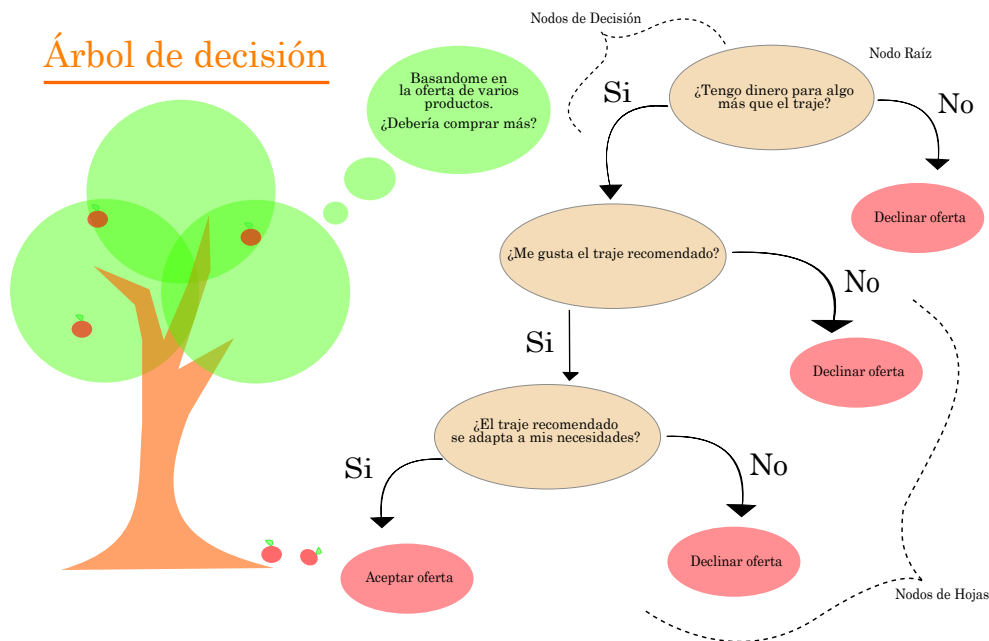 Árbol de decisión
Basandome en
la oferta de varios
productos.
¿Debería comprar más?
Nodos de Decisión
Nodo Raíz
¿Tengo dinero para algo
más que el traje?
Si
No
Declinar oferta
¿Me gusta el traje recomendado?
No
Si
Declinar oferta
¿El traje recomendado
se adapta a mis necesidades?
Si
No
Aceptar oferta
Declinar oferta
Nodos de Hojas